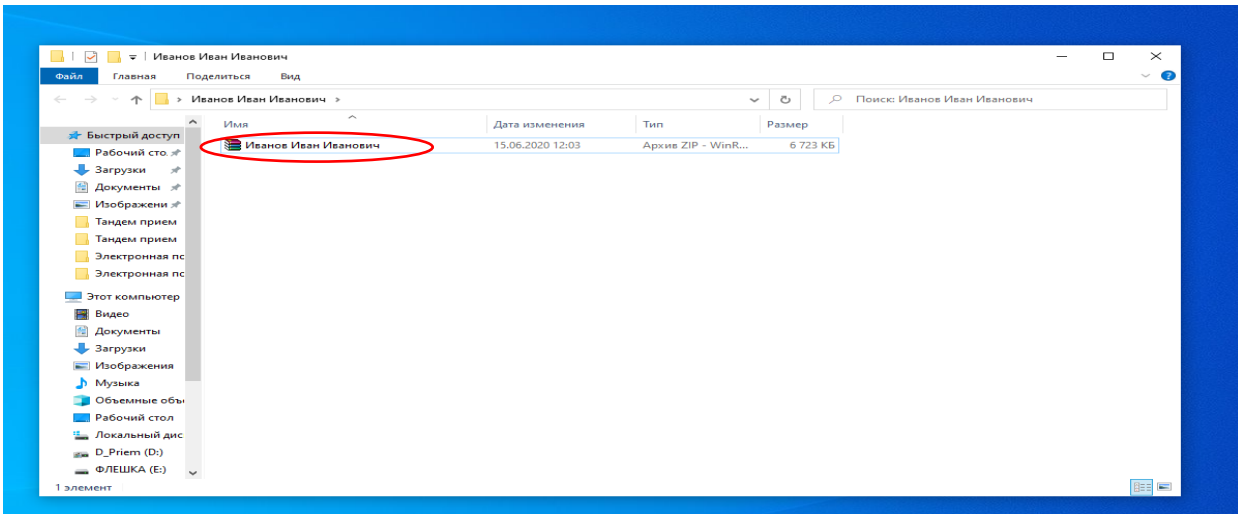 Иванов Иван Иванович
Файл Главная Поделиться Вид
Иванов Иван Иванович
Поиск: Иванов Иван Иванович
Имя Дата изменения Тип Размер
Иванов Иван Иванович 15.06.2020 12:03 Архив ZIP - WinR... 6 723 КБ
Быстрый доступ
Рабочий сто
Загрузки
Документы
Изображени
Тандем прием
Тандем прием
Электронная по
Электронная по
Этот компьютер
Видео
Документы
Загрузки
Изображения
Музыка
Объемные объ
Рабочий стол
Локальный дис
D_Priem (D:)
ФЛЕШКА (E:)
1 элемент